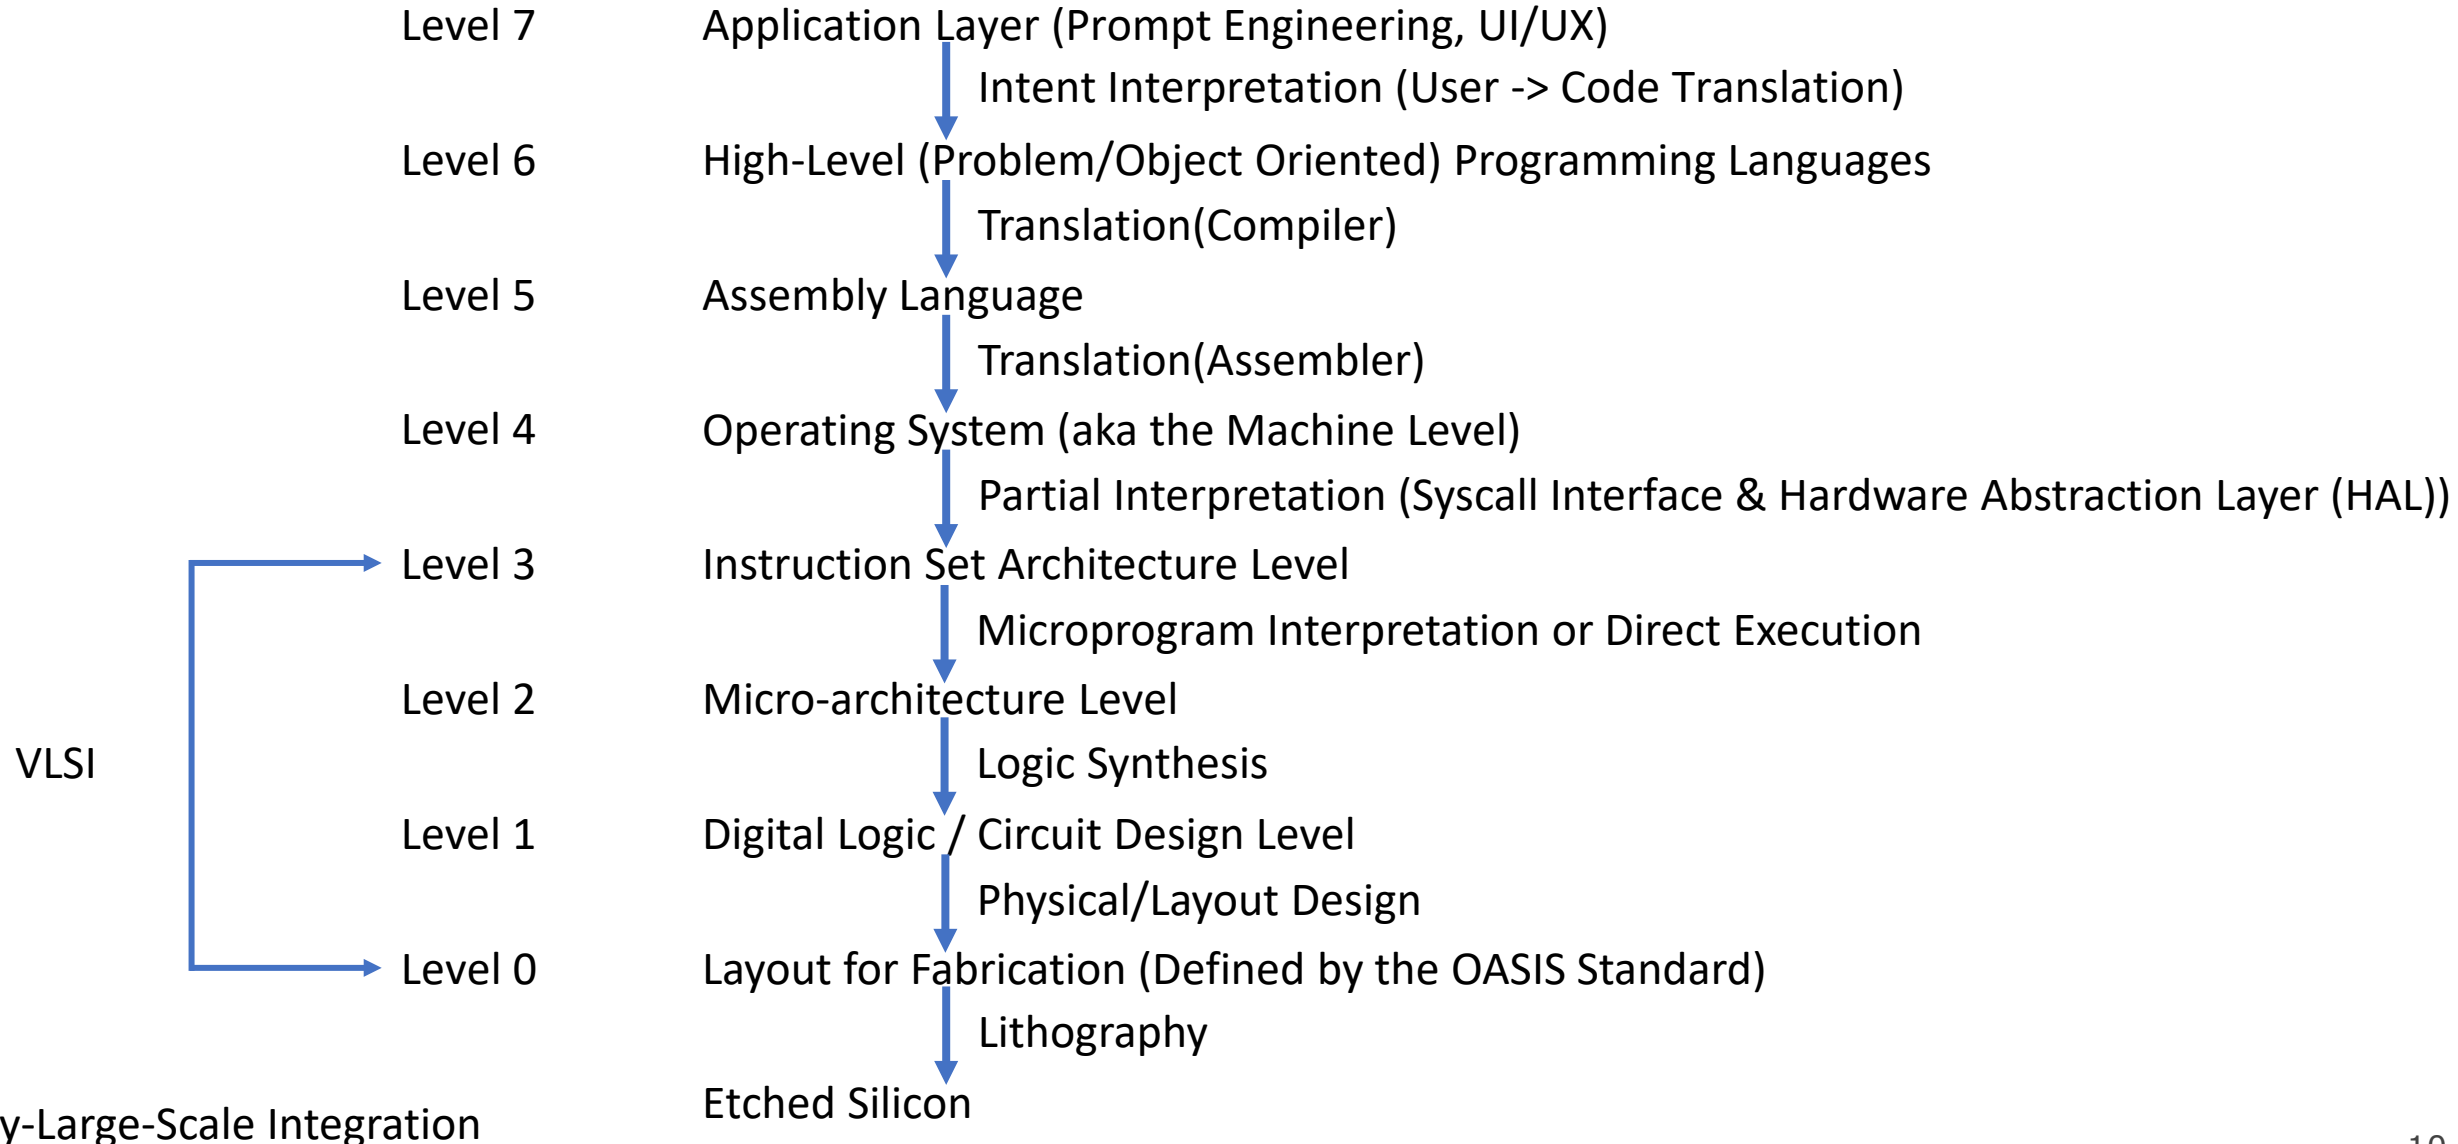 Level 7 Application Layer (Prompt Engineering, UI/UX)
Intent Interpretation (User -> Code Translation)
Level 6 High-Level (Problem/Object Oriented) Programming Languages
Translation(Compiler)
Level 5 Assembly Language
Translation(Assembler)
Level 4 Operating System (aka the Machine Level)
Partial Interpretation (Syscall Interface & Hardware Abstraction Layer (HAL))
Level 3 Instruction Set Architecture Level
Microprogram Interpretation or Direct Execution
Level 2 Micro-architecture Level
VLSI Logic Synthesis
Level 1 Digital Logic / Circuit Design Level
Physical/Layout Design
Level 0 Layout for Fabrication (Defined by the OASIS Standard)
Lithography
Etched Silicon
y-Large-Scale Integration